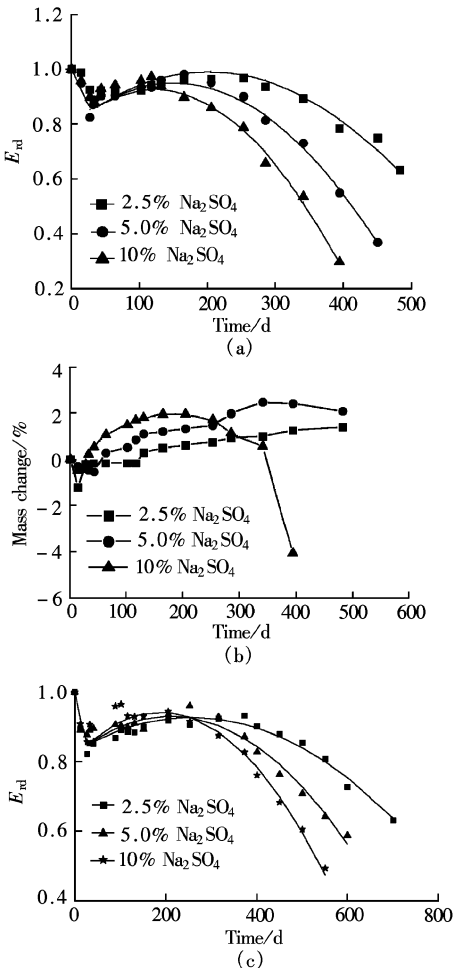 1.0
0.8
0.6
0.4
0.2
E_rd
2.5% Na₂SO₄
5.0% Na₂SO₄
10% Na₂SO₄
0 100 200 300 400 500
Time/d
(a)
4
2
0
−2
−4
−6
Mass change/%
2.5% Na₂SO₄
5.0% Na₂SO₄
10% Na₂SO₄
0 100 200 300 400 500 600
Time/d
(b)
1.0
0.8
0.6
0.4
E_rd
2.5% Na₂SO₄
5.0% Na₂SO₄
10% Na₂SO₄
0 200 400 600 800
Time/d
(c)